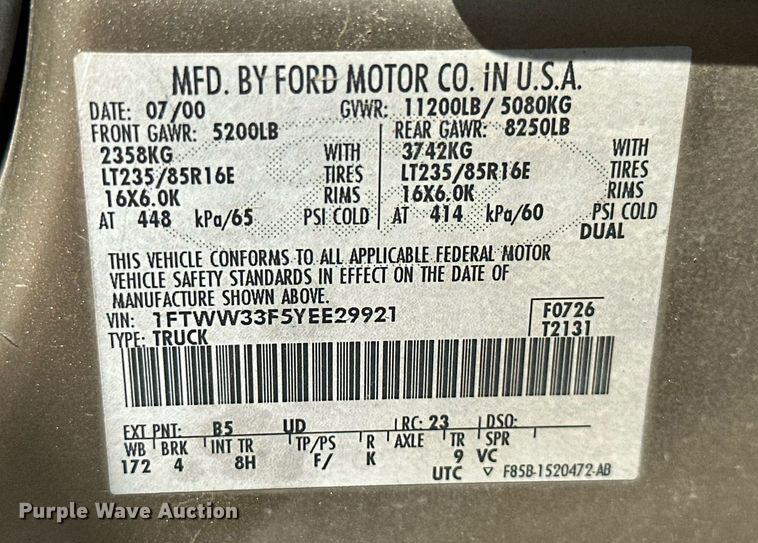 MFD. BY FORD MOTOR CO. IN U.S.A.
DATE: 07/00 GVWR: 11200LB/ 5080KG
FRONT GAWR: 5200LB REAR GAWR: 8250LB
2358KG WITH 3742KG WITH
LT235/85R16E TIRES LT235/85R16E TIRES
16X6.0K RIMS 16X6.0K RIMS
AT 448 kPa/65 PSI COLD AT 414 kPa/60 PSI COLD
DUAL
THIS VEHICLE CONFORMS TO ALL APPLICABLE FEDERAL MOTOR
VEHICLE SAFETY STANDARDS IN EFFECT ON THE DATE OF
MANUFACTURE SHOWN ABOVE.
VIN: 1FTWW33F5YEE29921 F0726
TYPE: TRUCK T2131
EXT PNT: B5 UD RC: 23 DSO:
WB BRK INT TR TP/PS R AXLE TR SPR
172 4 8H F/ K 9 VC
UTC ▽ F85B-1520472-AB
Purple Wave Auction